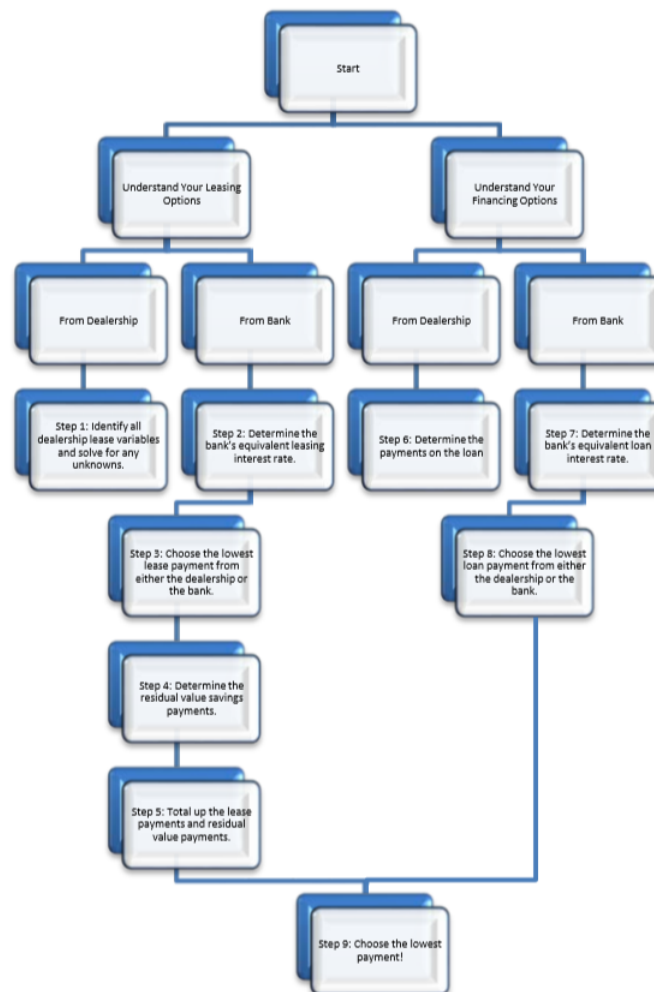 Start
Understand Your Leasing
Options
Understand Your
Financing Options
From Dealership
From Bank
From Dealership
From Bank
Step 1: Identify all
dealership lease variables
and solve for any
unknowns.
Step 2: Determine the
bank's equivalent leasing
interest rate.
Step 6: Determine the
payments on the loan
Step 7: Determine the
bank's equivalent loan
interest rate.
Step 3: Choose the lowest
lease payment from
either the dealership or
the bank.
Step 8: Choose the lowest
loan payment from either
the dealership or the
bank.
Step 4: Determine the
residual value savings
payments.
Step 5: Total up the lease
payments and residual
value payments.
Step 9: Choose the lowest
payment!